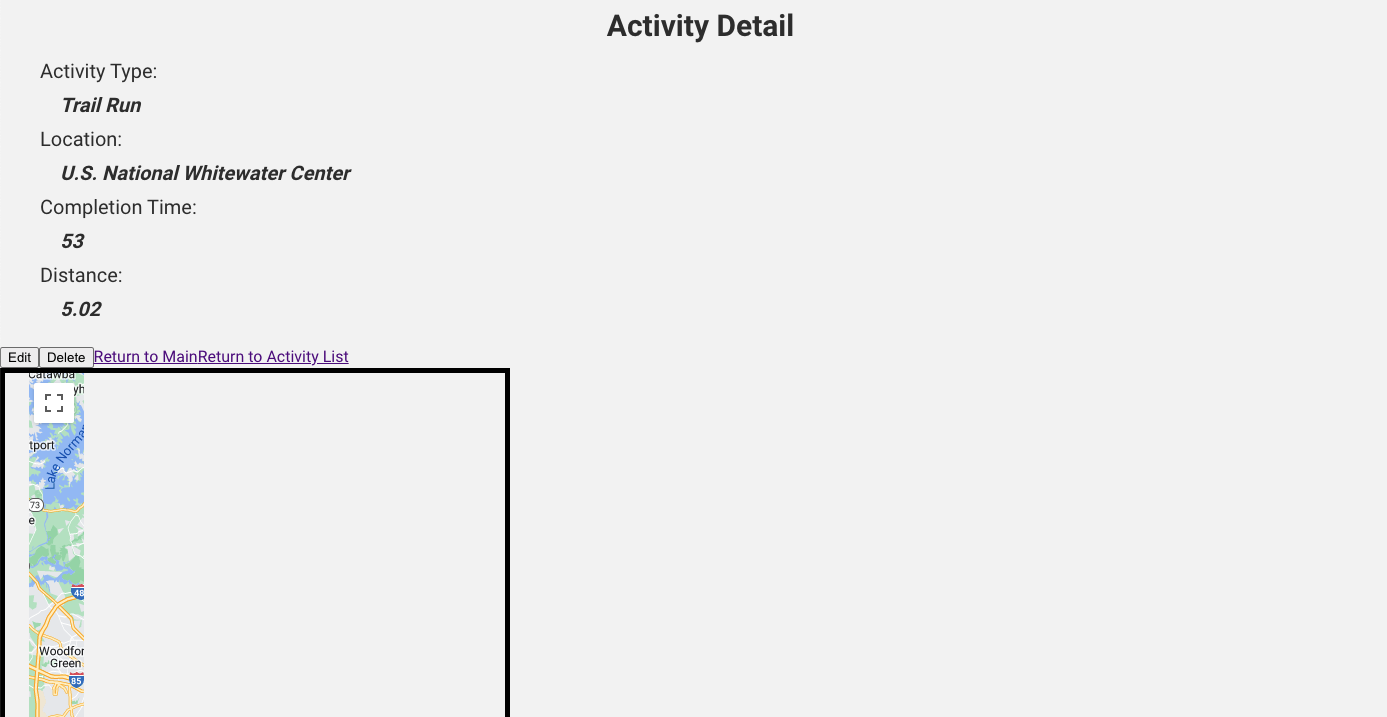 Activity Detail
Activity Type:
Trail Run
Location:
U.S. National Whitewater Center
Completion Time:
53
Distance:
5.02
Edit Delete Return to MainReturn to Activity List
Catawba
yh
tport
Lake Norman
73
e
48
Woodfor
Green
85